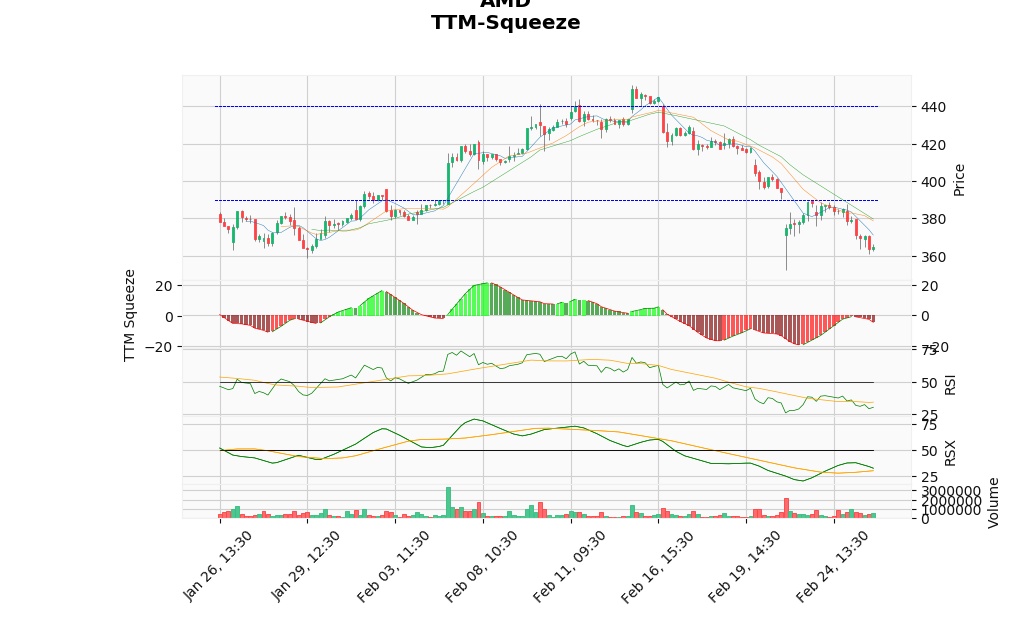 AMD
TTM-Squeeze
440
420
400
380
360
Price
20
0
−20
TTM Squeeze
20
0
−20
75
50
25
RSI
75
50
25
RSX
3000000
2000000
1000000
0
Volume
Jan 26, 13:30
Jan 29, 12:30
Feb 03, 11:30
Feb 08, 10:30
Feb 11, 09:30
Feb 16, 15:30
Feb 19, 14:30
Feb 24, 13:30